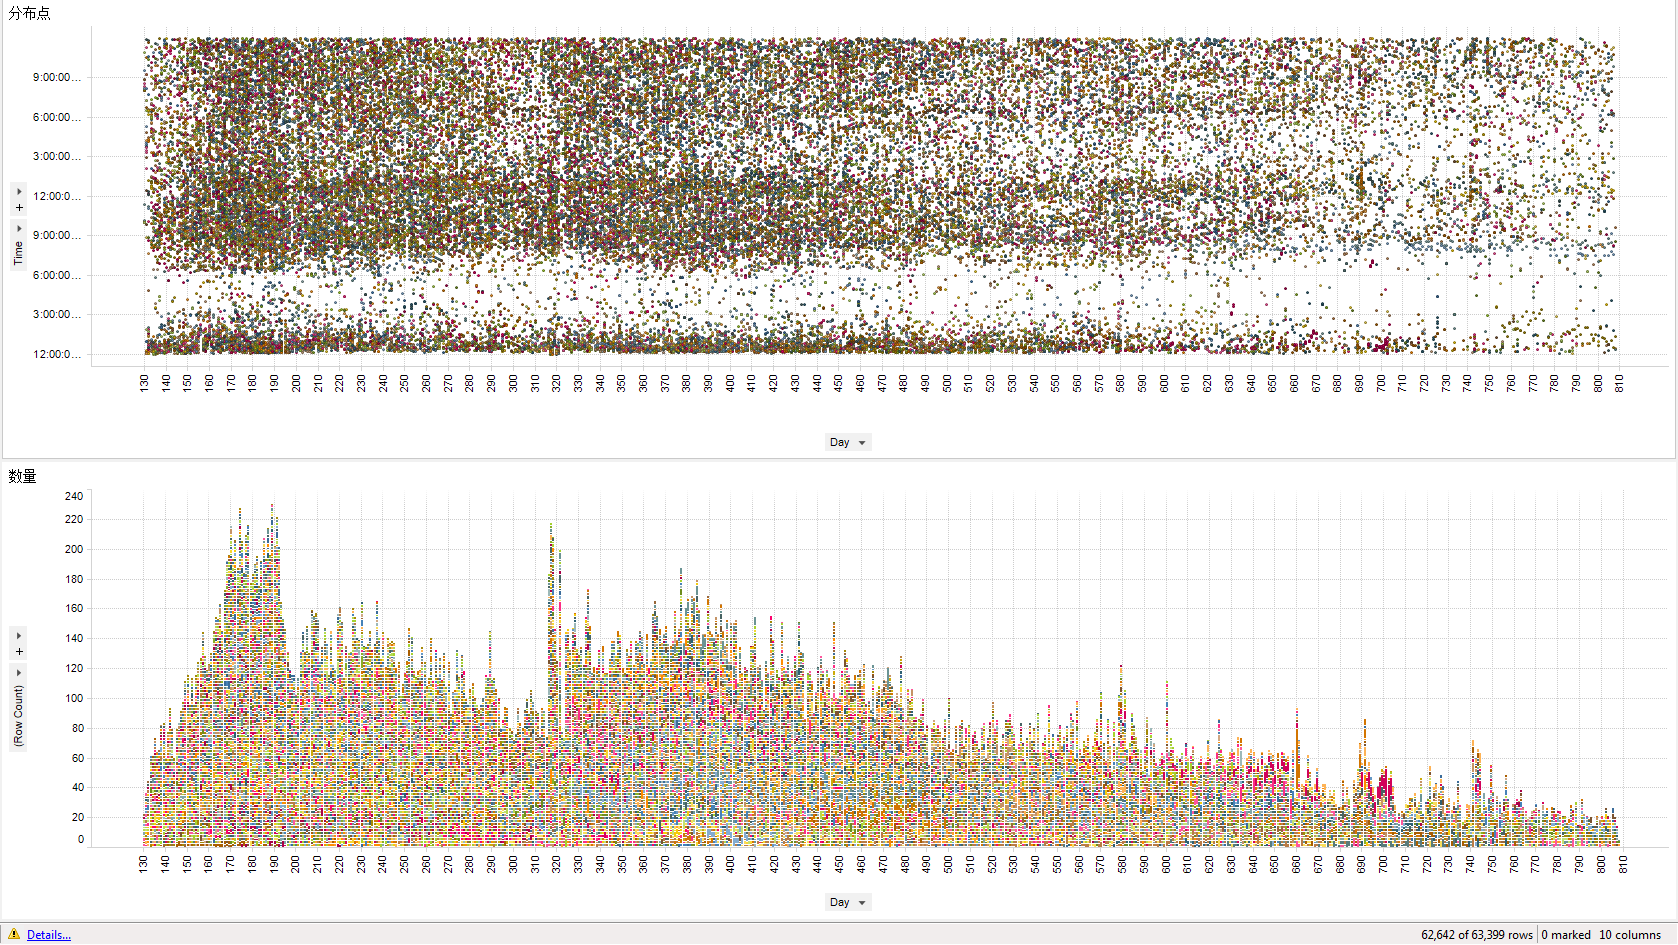 分布点
9:00:00...
6:00:00...
3:00:00...
12:00:0...
9:00:00...
6:00:00...
3:00:00...
12:00:0...
+
Time
130 140 150 160 170 180 190 200 210 220 230 240 250 260 270 280 290 300 310 320 330 340 350 360 370 380 390 400 410 420 430 440 450 460 470 480 490 500 510 520 530 540 550 560 570 580 590 600 610 620 630 640 650 660 670 680 690 700 710 720 730 740 750 760 770 780 790 800 810
Day
数量
240
220
200
180
160
140
120
100
80
60
40
20
0
+
(Row Count)
130 140 150 160 170 180 190 200 210 220 230 240 250 260 270 280 290 300 310 320 330 340 350 360 370 380 390 400 410 420 430 440 450 460 470 480 490 500 510 520 530 540 550 560 570 580 590 600 610 620 630 640 650 660 670 680 690 700 710 720 730 740 750 760 770 780 790 800 810
Day
Details... 62,642 of 63,399 rows 0 marked 10 columns